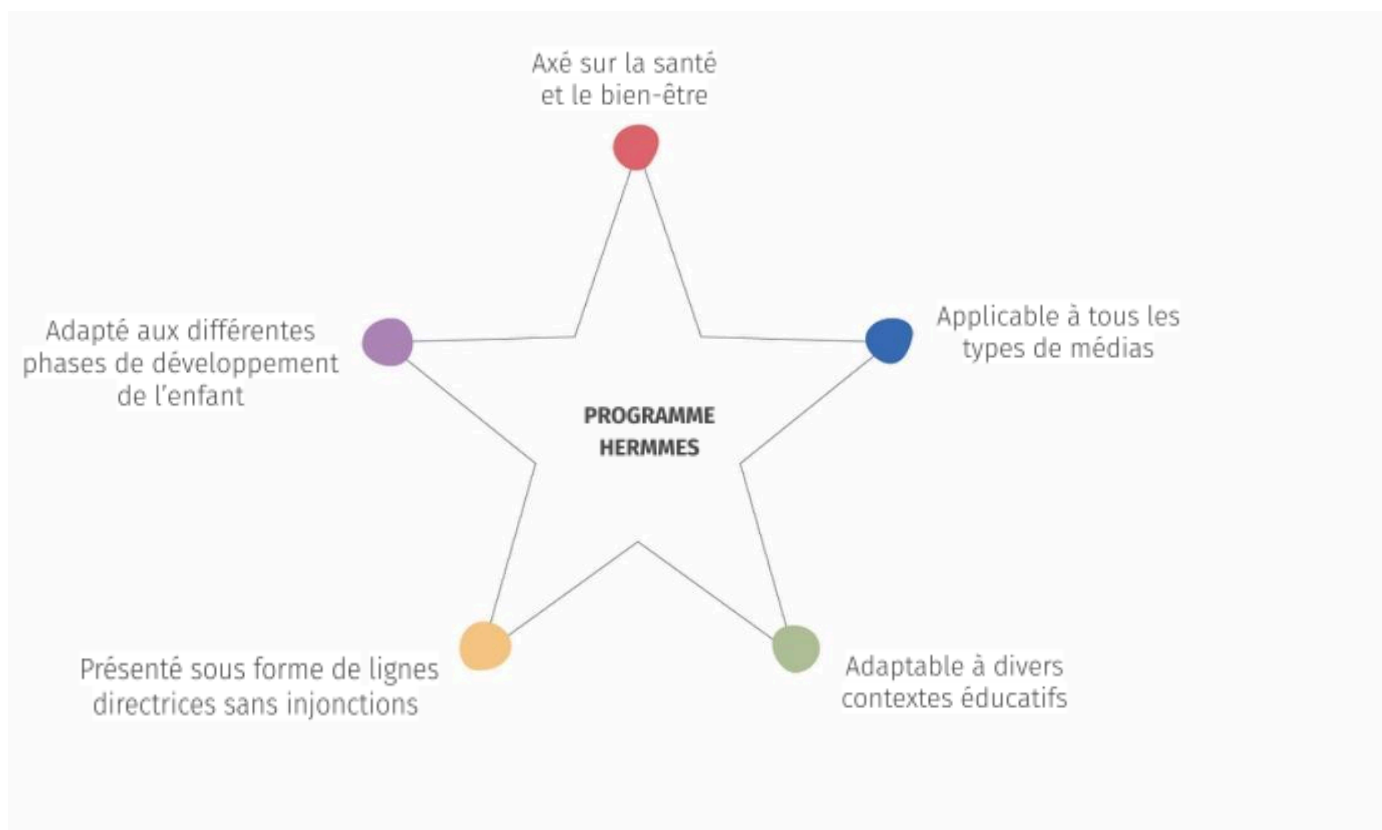 Axé sur la santé
et le bien-être
Applicable à tous les
types de médias
Adapté aux différentes
phases de développement
de l'enfant
PROGRAMME
HERMMES
Présenté sous forme de lignes
directrices sans injonctions
Adaptable à divers
contextes éducatifs